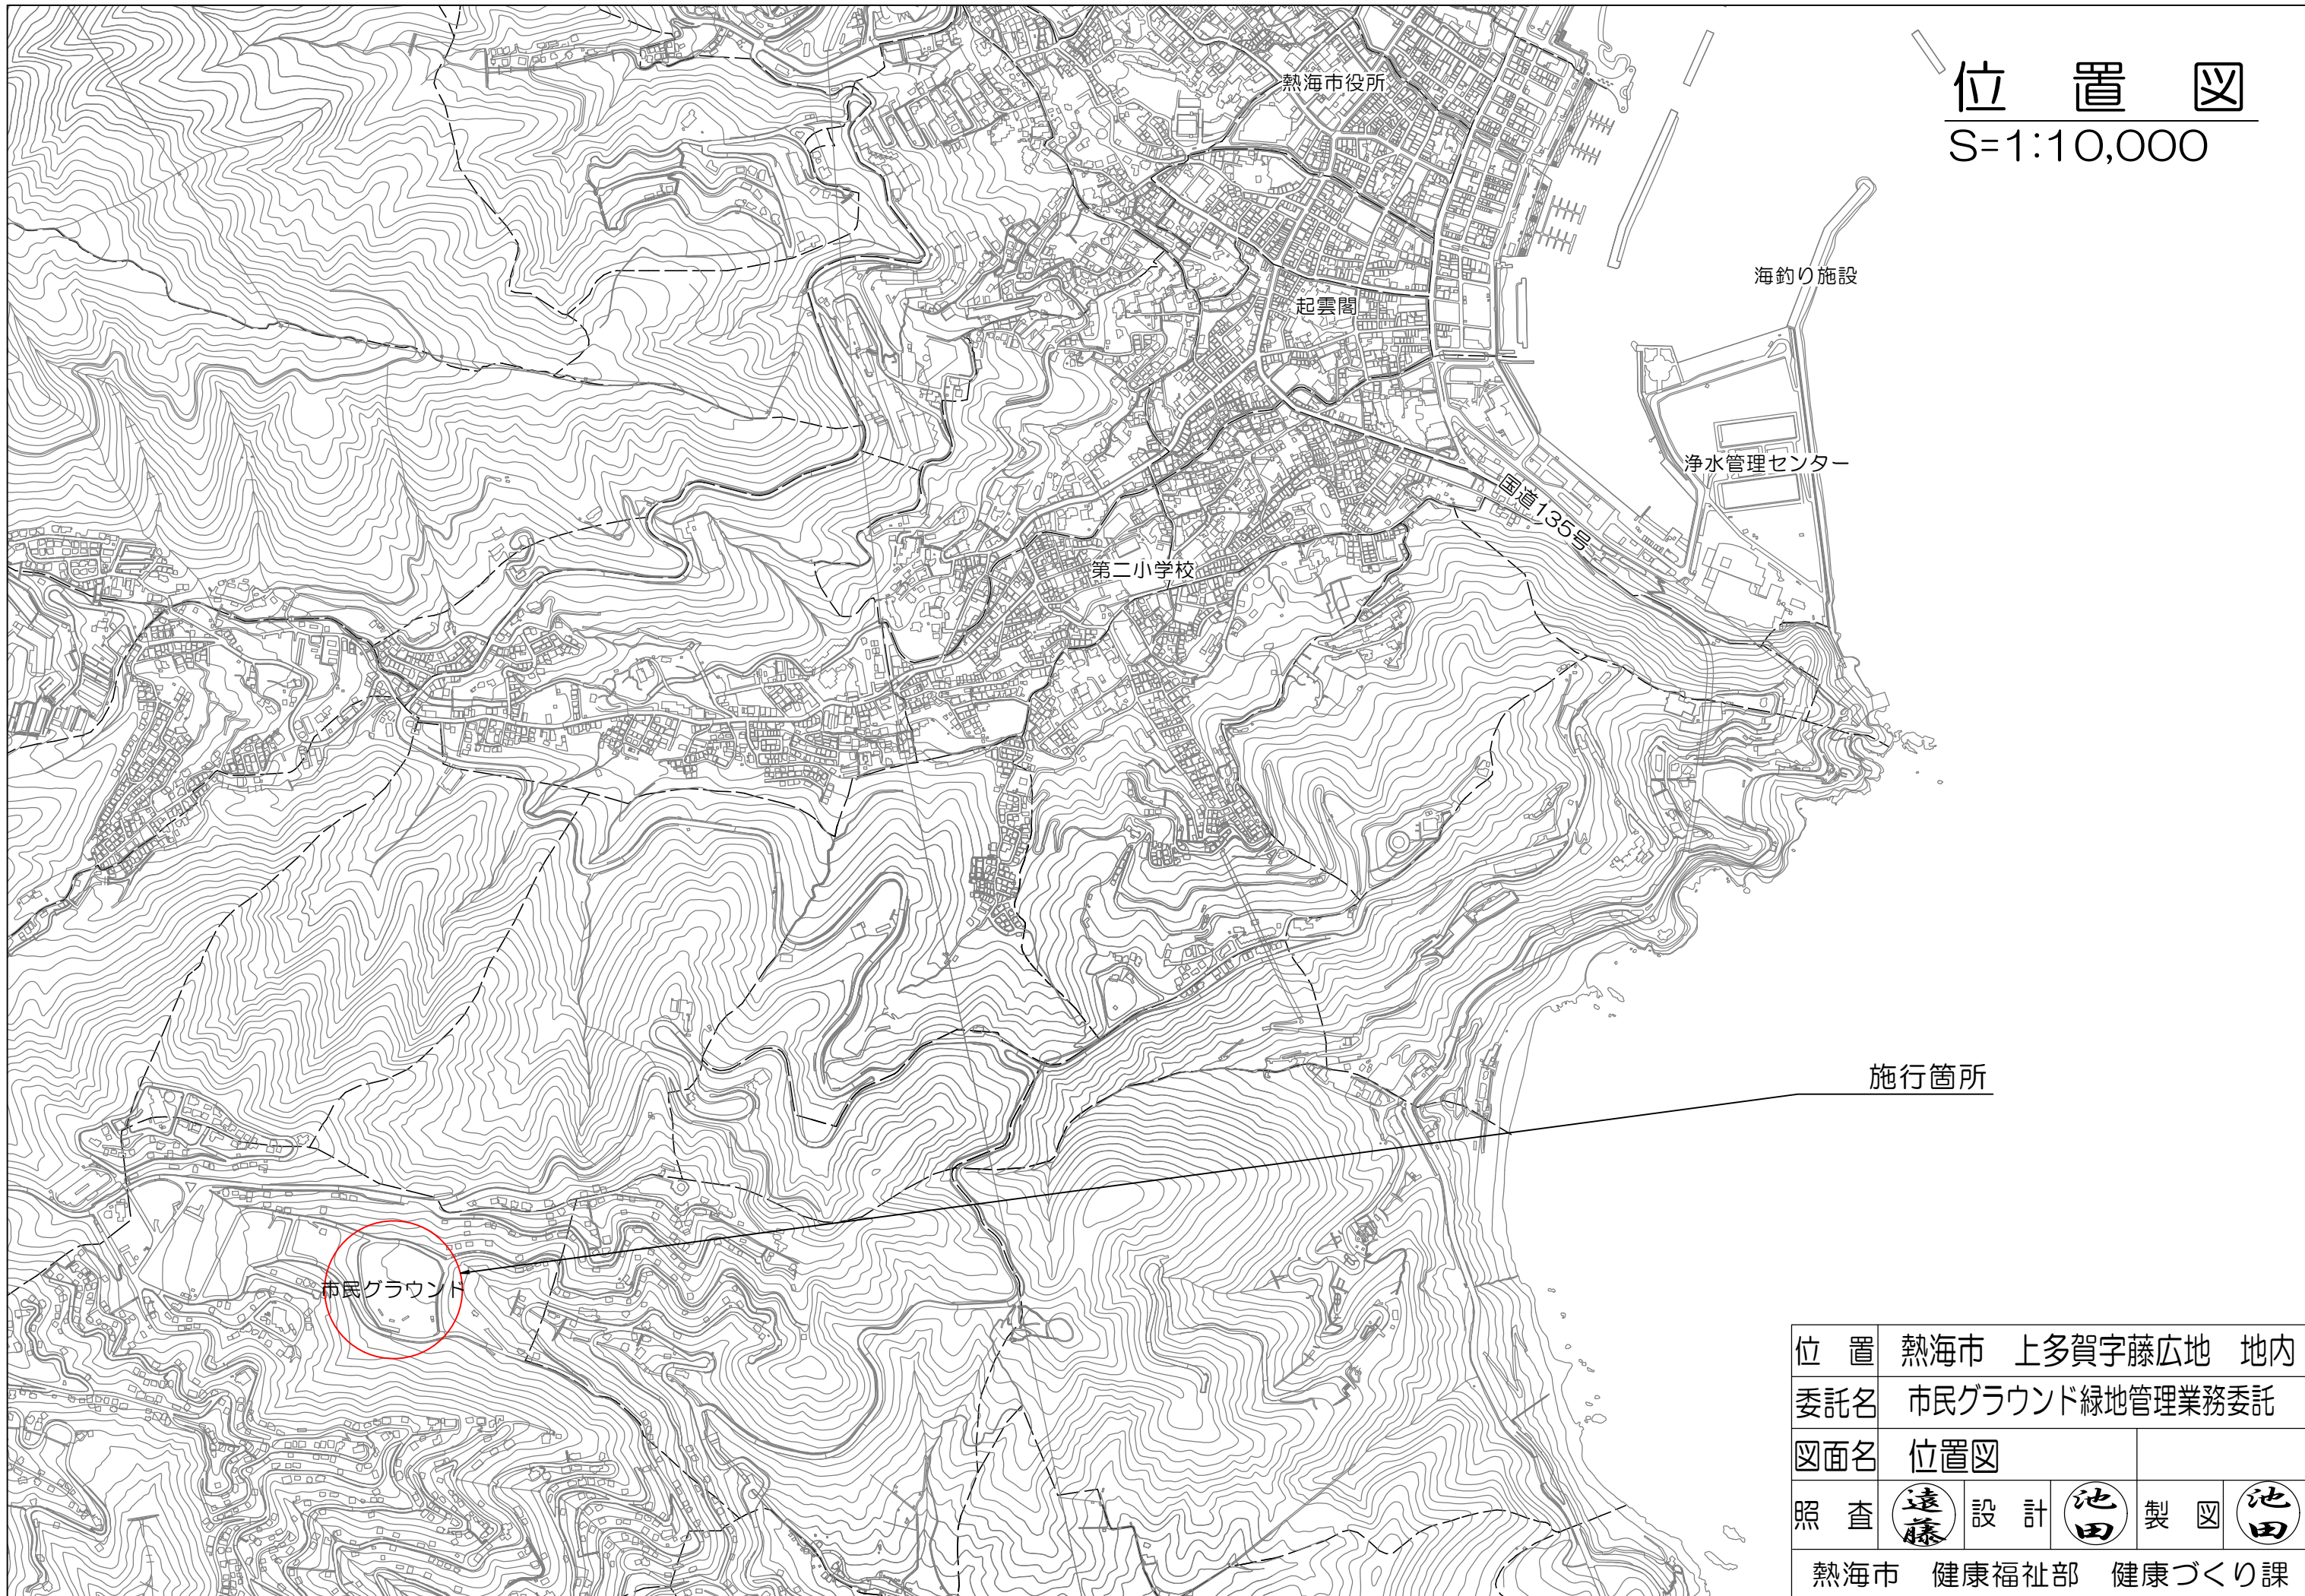 位置図
S=1:10,000
熱海市役所
海釣り施設
起雲閣
浄水管理センター
国道135号
第二小学校
施行箇所
市民グラウンド
位置 熱海市 上多賀字藤広地 地内
委託名 市民グラウンド緑地管理業務委託
図面名 位置図
照査 遠藤 設計 池田 製図 池田
熱海市 健康福祉部 健康づくり課